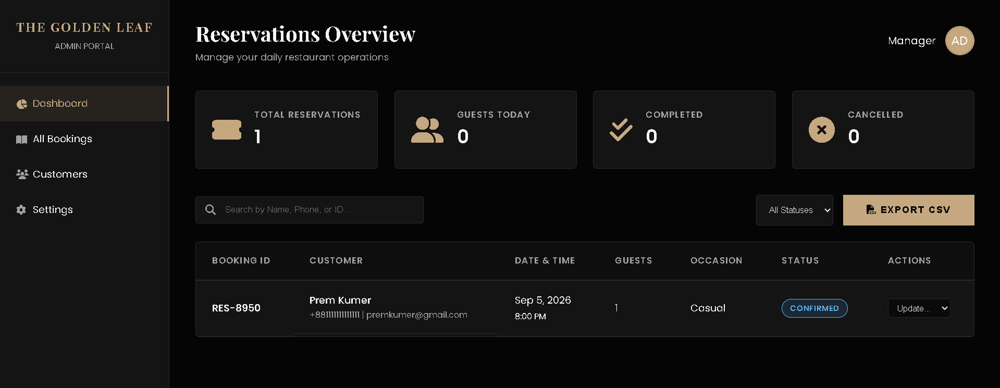 THE GOLDEN LEAF
ADMIN PORTAL
Dashboard
All Bookings
Customers
Settings
Reservations Overview
Manage your daily restaurant operations
Manager
AD
TOTAL RESERVATIONS
1
GUESTS TODAY
0
COMPLETED
0
CANCELLED
0
Search by Name, Phone, or ID...
All Statuses
CSV EXPORT CSV
BOOKING ID CUSTOMER DATE & TIME GUESTS OCCASION STATUS ACTIONS
RES-8950
Prem Kumer
premkumer@gmail.com
Sep 5, 2026
8:00 PM
1
Casual
CONFIRMED
Update...